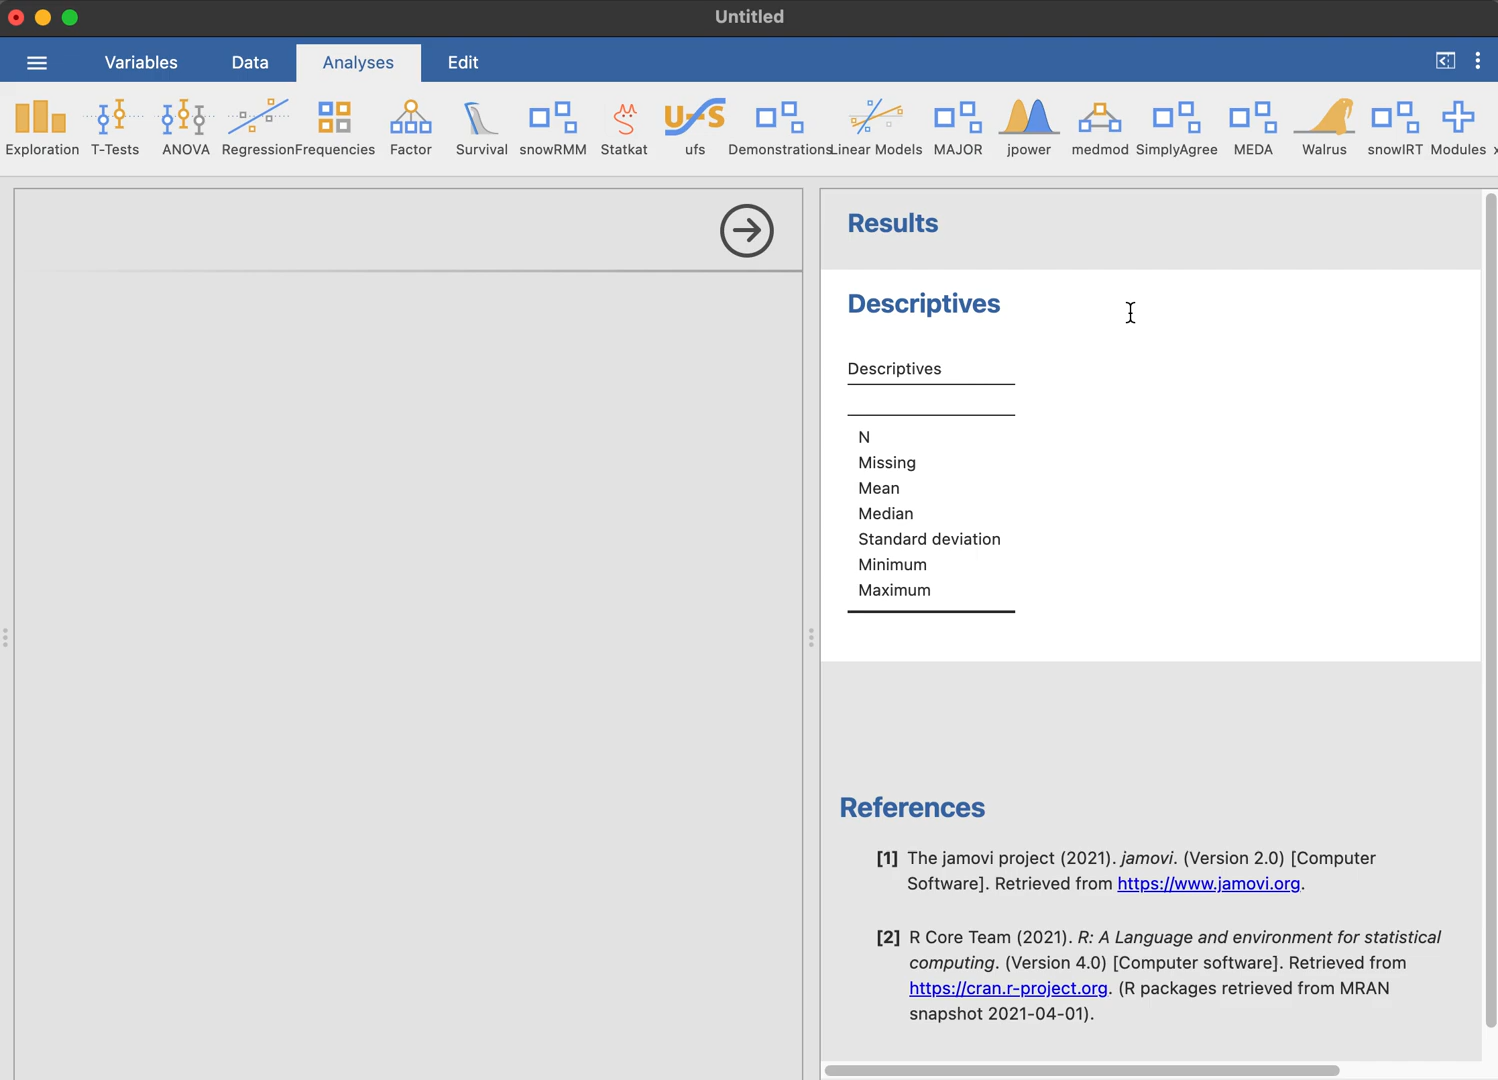 Untitled
Variables Data Analyses Edit
Exploration T-Tests ANOVA Regression Frequencies Factor Survival snowRMM Statkat ufs Demonstrations Linear Models MAJOR jpower medmod SimplyAgree MEDA Walrus snowIRT Modules
Results
Descriptives
Descriptives
N
Missing
Mean
Median
Standard deviation
Minimum
Maximum
References
[1] The jamovi project (2021). jamovi. (Version 2.0) [Computer
Software]. Retrieved from https://www.jamovi.org.
[2] R Core Team (2021). R: A Language and environment for statistical
computing. (Version 4.0) [Computer software]. Retrieved from
https://cran.r-project.org. (R packages retrieved from MRAN
snapshot 2021-04-01).